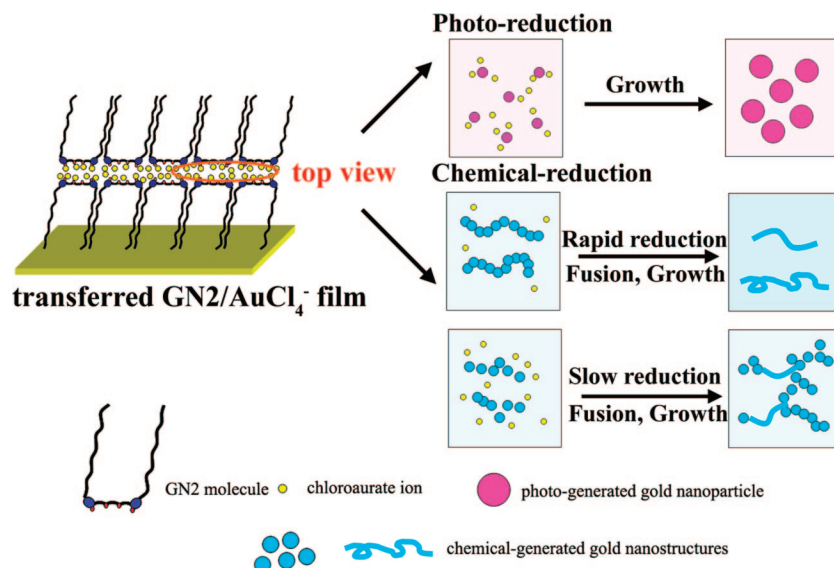 Photo-reduction
Growth
top view
Chemical-reduction
Rapid reduction
Fusion, Growth
transferred GN2/AuCl₄⁻ film
Slow reduction
Fusion, Growth
GN2 molecule
chloroaurate ion
photo-generated gold nanoparticle
chemical-generated gold nanostructures